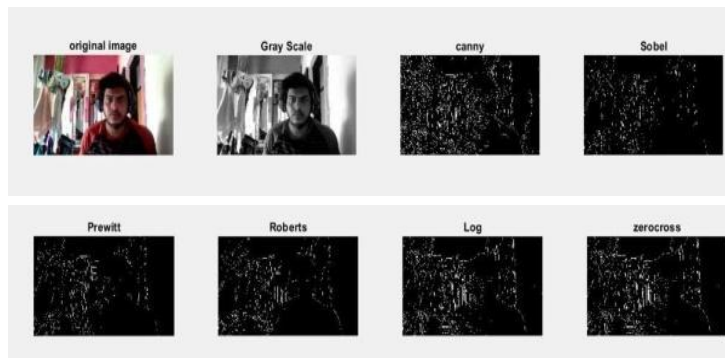 original image
Gray Scale
canny
Sobel
Prewitt
Roberts
Log
zerocross